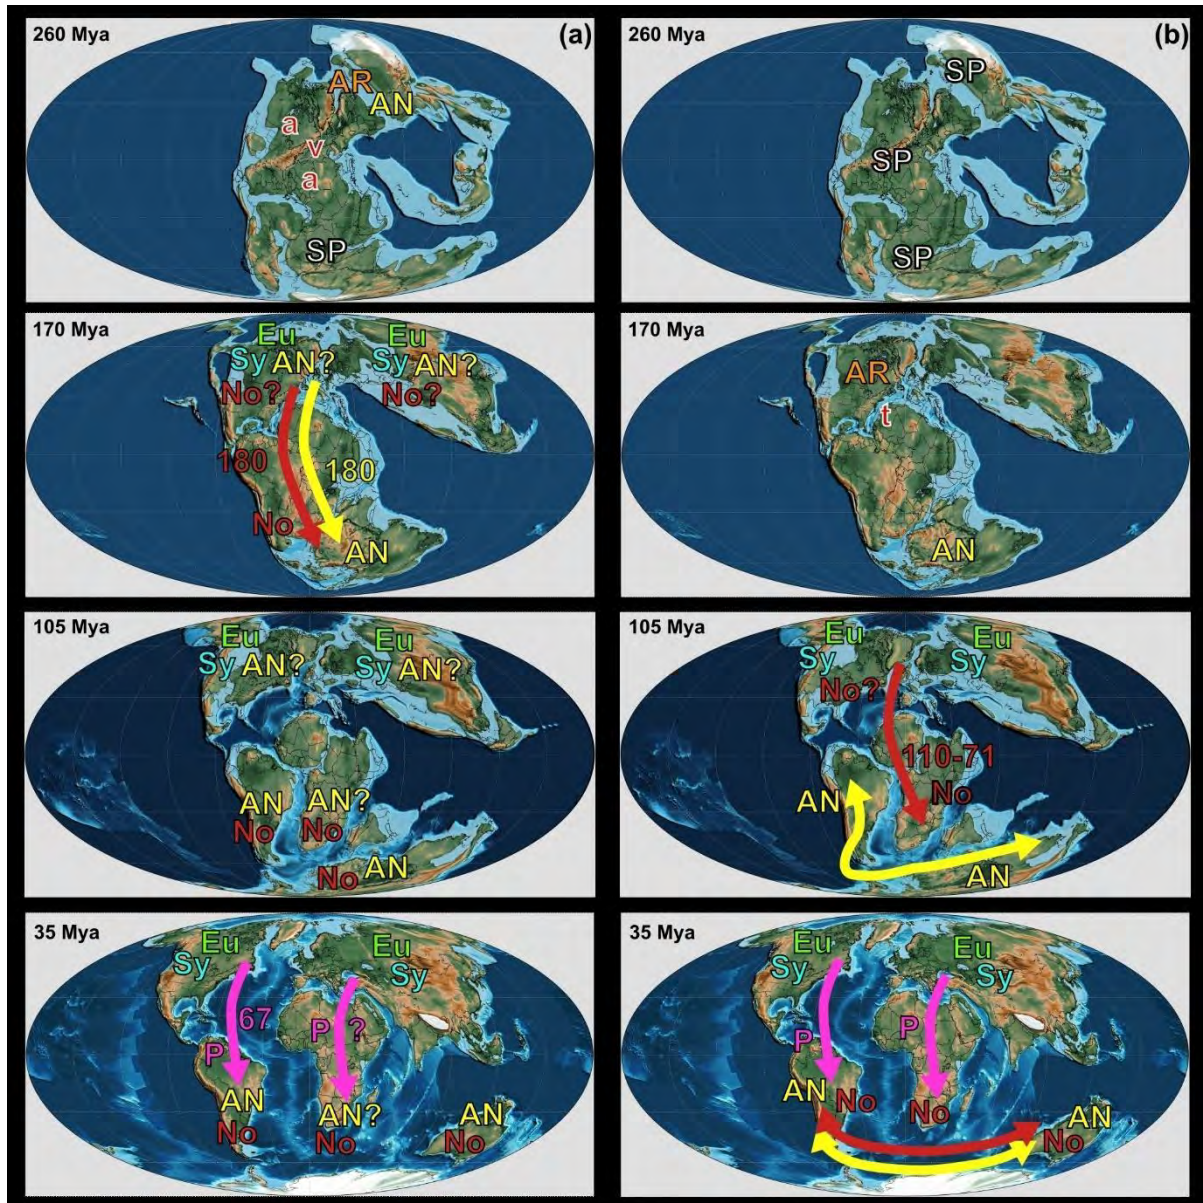 260 Mya (a)
AR
AN
a
v
a
SP
260 Mya (b)
SP
SP
SP
170 Mya
Eu Eu
Sy AN? Sy AN?
No? No?
180 180
No
AN
170 Mya
AR
t
AN
105 Mya
Eu Eu
Sy AN? Sy AN?
AN AN?
No No
No AN
105 Mya
Eu Eu
Sy Sy
No?
110-71
AN No
AN
35 Mya
Eu
Sy Sy
67
P P ?
AN AN? AN
No No No
35 Mya
Eu Eu
Sy Sy
P P
AN No No AN
No